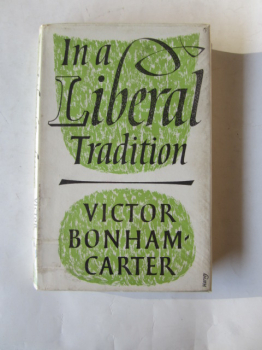 In a
Liberal
Tradition
VICTOR
BONHAM-
CARTER